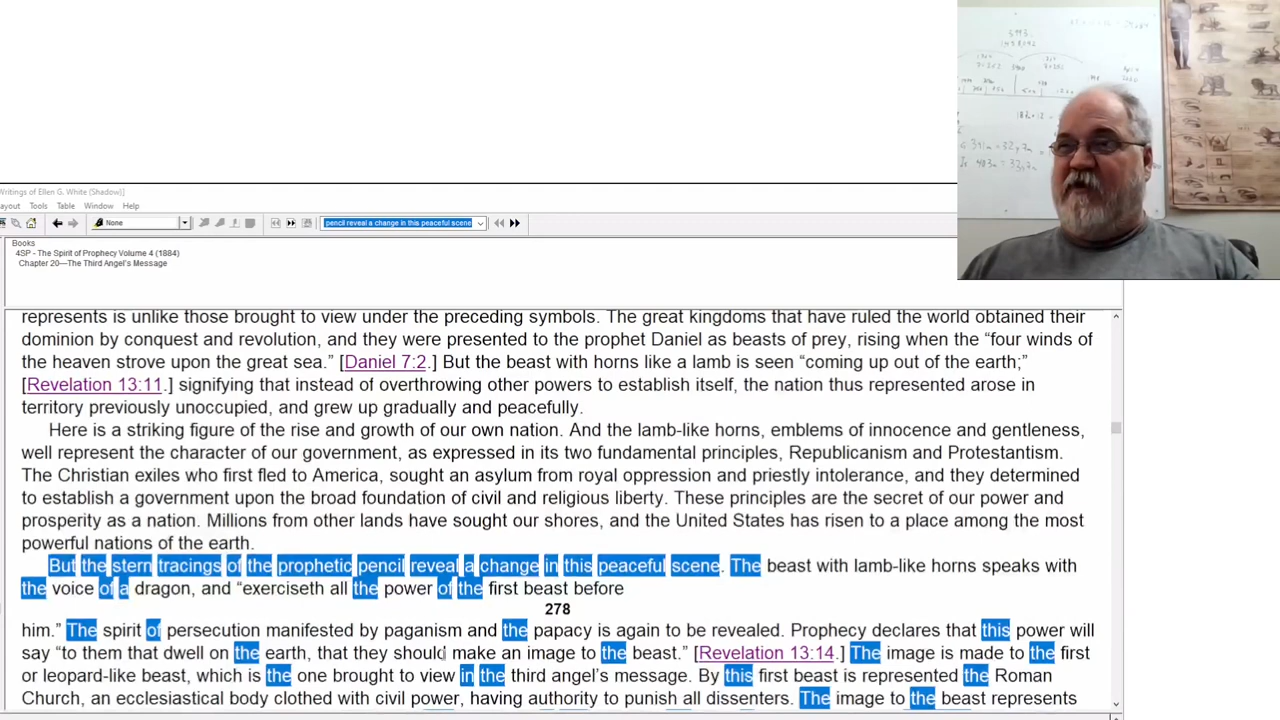 Writings of Ellen G. White (Shadow)]
ayout Tools Table Window Help
None
pencil reveal a change in this peaceful scene
Books
4SP - The Spirit of Prophecy Volume 4 (1884)
Chapter 20—The Third Angel's Message
represents is unlike those brought to view under the preceding symbols. The great kingdoms that have ruled the world obtained their
dominion by conquest and revolution, and they were presented to the prophet Daniel as beasts of prey, rising when the “four winds of
the heaven strove upon the great sea.” [Daniel 7:2.] But the beast with horns like a lamb is seen “coming up out of the earth;”
[Revelation 13:11.] signifying that instead of overthrowing other powers to establish itself, the nation thus represented arose in
territory previously unoccupied, and grew up gradually and peacefully.
Here is a striking figure of the rise and growth of our own nation. And the lamb-like horns, emblems of innocence and gentleness,
well represent the character of our government, as expressed in its two fundamental principles, Republicanism and Protestantism.
The Christian exiles who first fled to America, sought an asylum from royal oppression and priestly intolerance, and they determined
to establish a government upon the broad foundation of civil and religious liberty. These principles are the secret of our power and
prosperity as a nation. Millions from other lands have sought our shores, and the United States has risen to a place among the most
powerful nations of the earth.
But the stern tracings of the prophetic pencil reveal a change in this peaceful scene. The beast with lamb-like horns speaks with
the voice of a dragon, and “exerciseth all the power of the first beast before
278
him.” The spirit of persecution manifested by paganism and the papacy is again to be revealed. Prophecy declares that this power will
say “to them that dwell on the earth, that they should make an image to the beast.” [Revelation 13:14.] The image is made to the first
or leopard-like beast, which is the one brought to view in the third angel's message. By this first beast is represented the Roman
Church, an ecclesiastical body clothed with civil power, having authority to punish all dissenters. The image to the beast represents